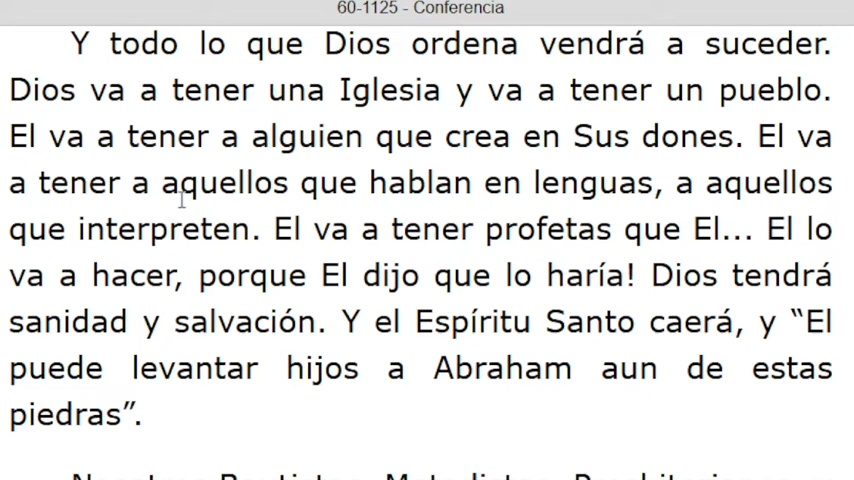 60-1125 - Conferencia
Y todo lo que Dios ordena vendrá a suceder.
Dios va a tener una Iglesia y va a tener un pueblo.
El va a tener a alguien que crea en Sus dones. El va
a tener a aquellos que hablan en lenguas, a aquellos
que interpreten. El va a tener profetas que El... El lo
va a hacer, porque El dijo que lo haría! Dios tendrá
sanidad y salvación. Y el Espíritu Santo caerá, y “El
puede levantar hijos a Abraham aun de estas
piedras”.